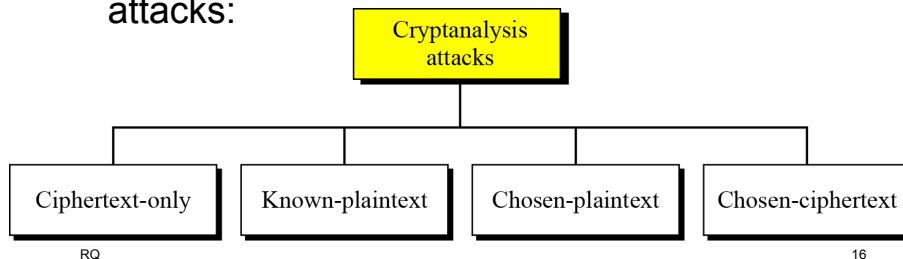 attacks:
Cryptanalysis
attacks
Ciphertext-only
Known-plaintext
Chosen-plaintext
Chosen-ciphertext
RQ
16